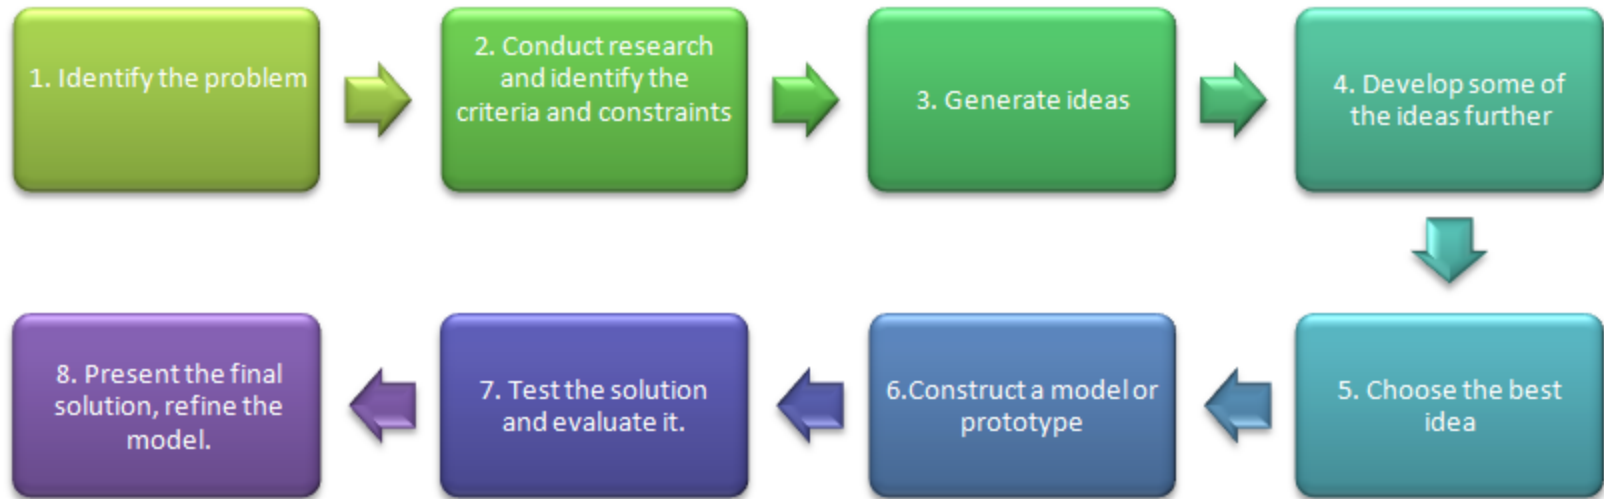 1. Identify the problem
2. Conduct research
and identify the
criteria and constraints
3. Generate ideas
4. Develop some of
the ideas further
5. Choose the best
idea
6.Construct a model or
prototype
7. Test the solution
and evaluate it.
8. Present the final
solution, refine the
model.